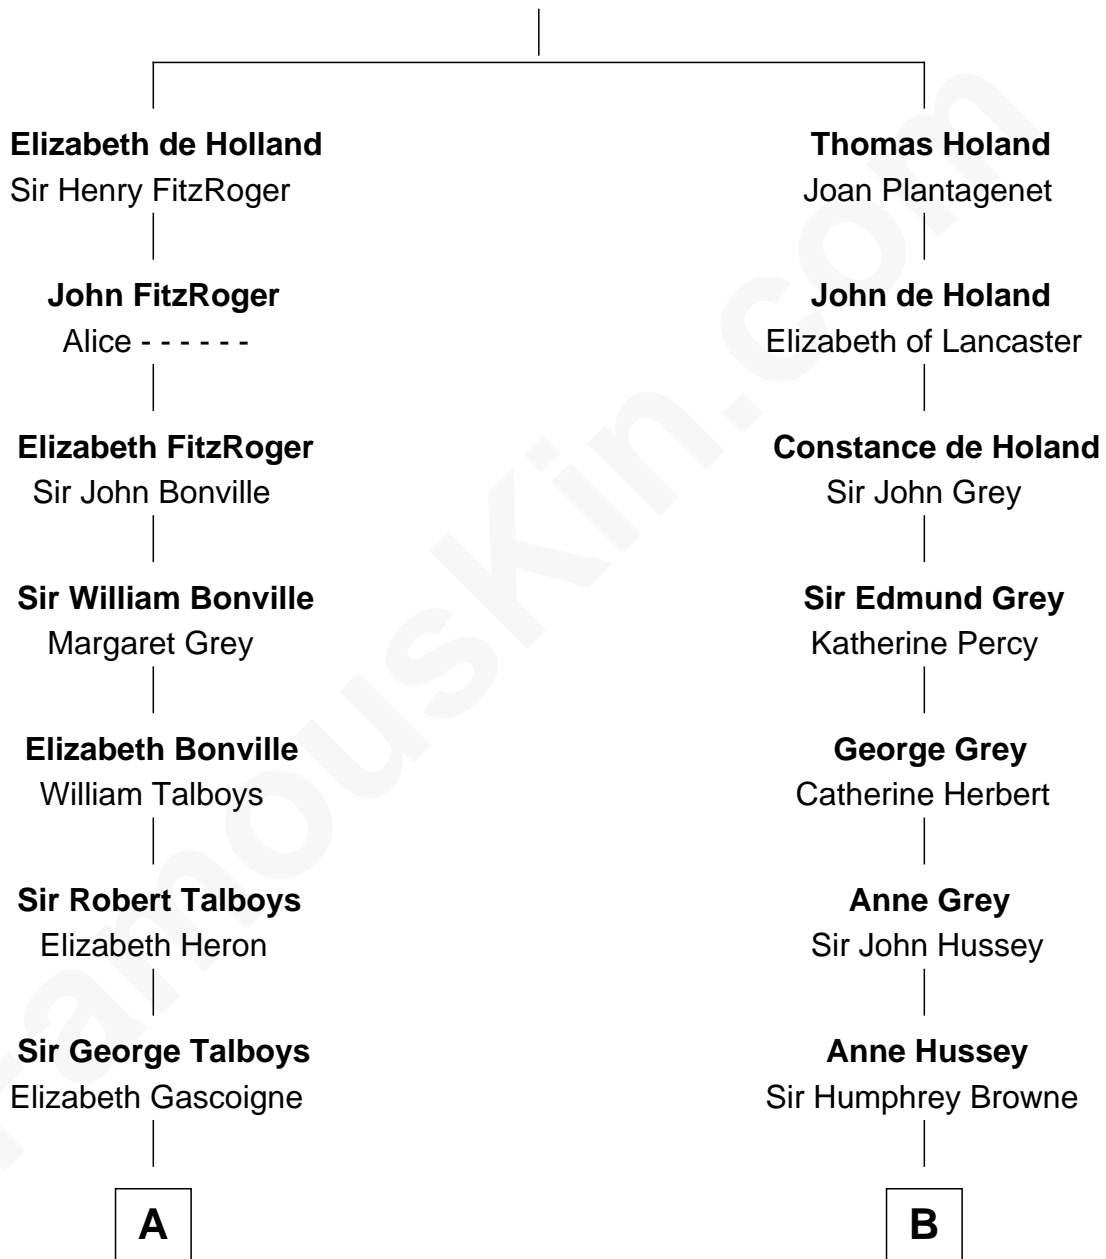 Elizabeth de Holland
Sir Henry FitzRoger
John FitzRoger
Alice - - - - - -
Elizabeth FitzRoger
Sir John Bonville
Sir William Bonville
Margaret Grey
Elizabeth Bonville
William Talboys
Sir Robert Talboys
Elizabeth Heron
Sir George Talboys
Elizabeth Gascoigne
A
Thomas Holand
Joan Plantagenet
John de Holand
Elizabeth of Lancaster
Constance de Holand
Sir John Grey
Sir Edmund Grey
Katherine Percy
George Grey
Catherine Herbert
Anne Grey
Sir John Hussey
Anne Hussey
Sir Humphrey Browne
B
FamousKin.com